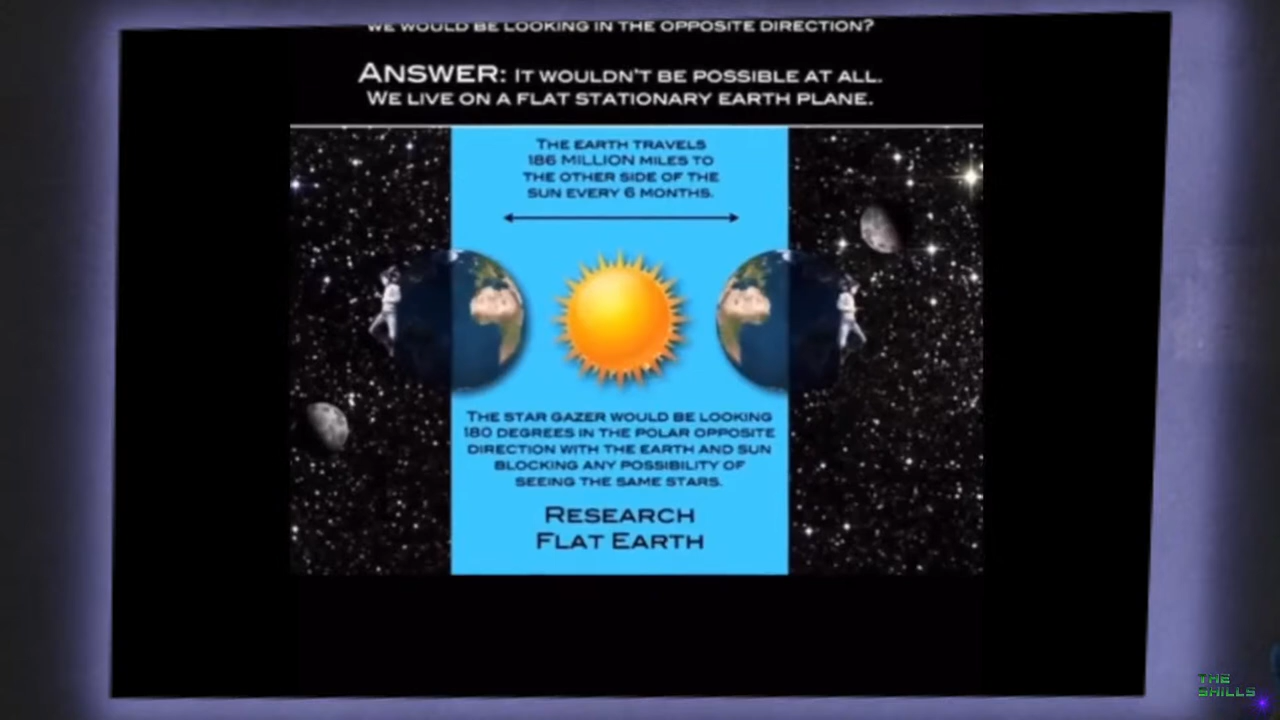 WE WOULD BE LOOKING IN THE OPPOSITE DIRECTION?
ANSWER: IT WOULDN'T BE POSSIBLE AT ALL.
WE LIVE ON A FLAT STATIONARY EARTH PLANE.
THE EARTH TRAVELS
186 MILLION MILES TO
THE OTHER SIDE OF THE
SUN EVERY 6 MONTHS.
THE STAR GAZER WOULD BE LOOKING
180 DEGREES IN THE POLAR OPPOSITE
DIRECTION WITH THE EARTH AND SUN
BLOCKING ANY POSSIBILITY OF
SEEING THE SAME STARS.
RESEARCH
FLAT EARTH
THE
SHILLS